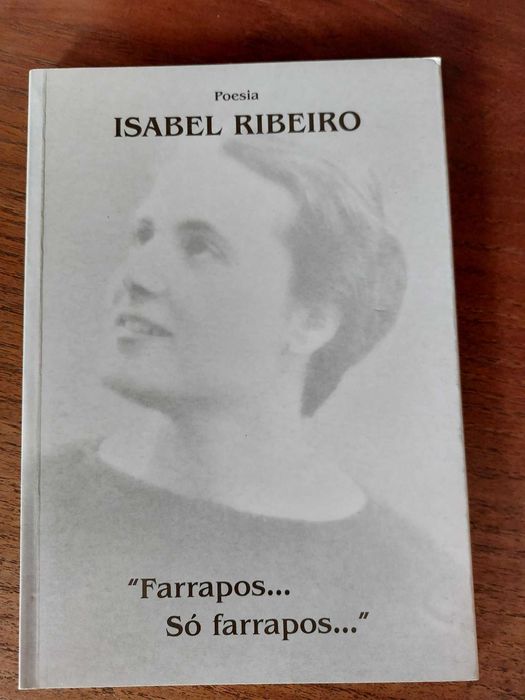 Poesia
ISABEL RIBEIRO
"Farrapos...
Só farrapos..."